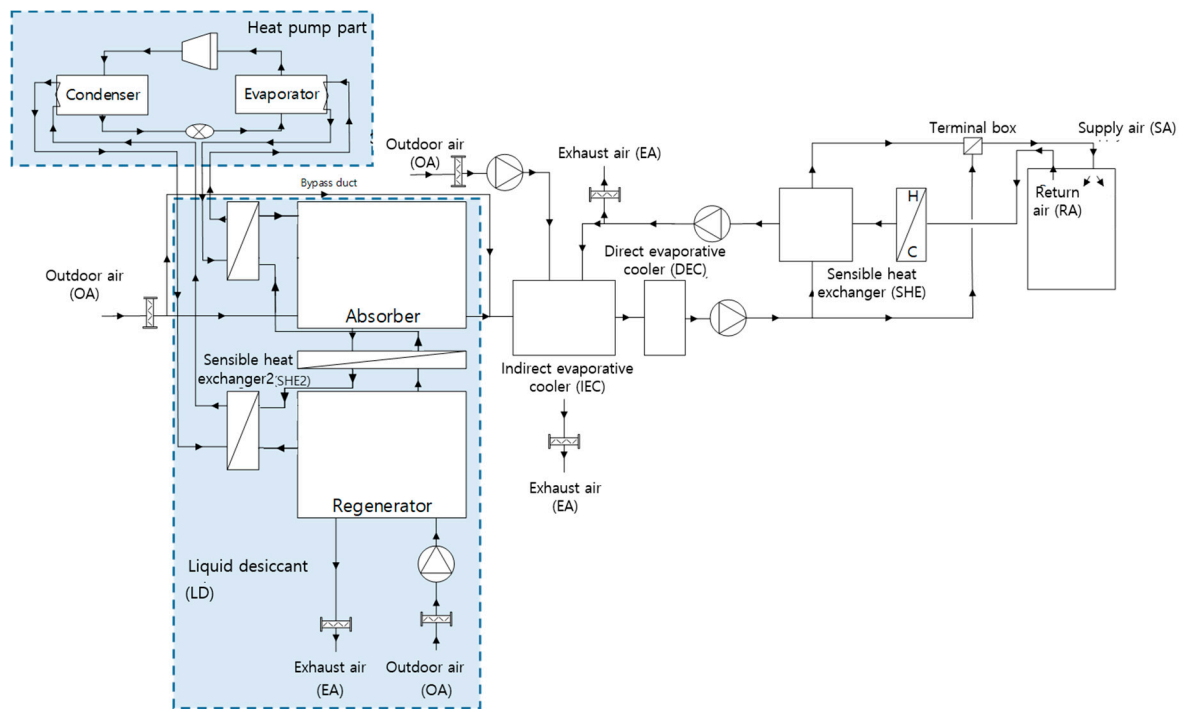 Heat pump part
Condenser
Evaporator
Outdoor air
(OA)
Exhaust air (EA)
Terminal box
Supply air (SA)
Bypass duct
Return
air (RA)
H
C
Outdoor air
(OA)
Direct evaporative
cooler (DEC)
Sensible heat
exchanger (SHE)
Absorber
Sensible heat
exchanger2(SHE2)
Indirect evaporative
cooler (IEC)
Exhaust air
(EA)
Regenerator
Liquid desiccant
(LD)
Exhaust air
(EA)
Outdoor air
(OA)